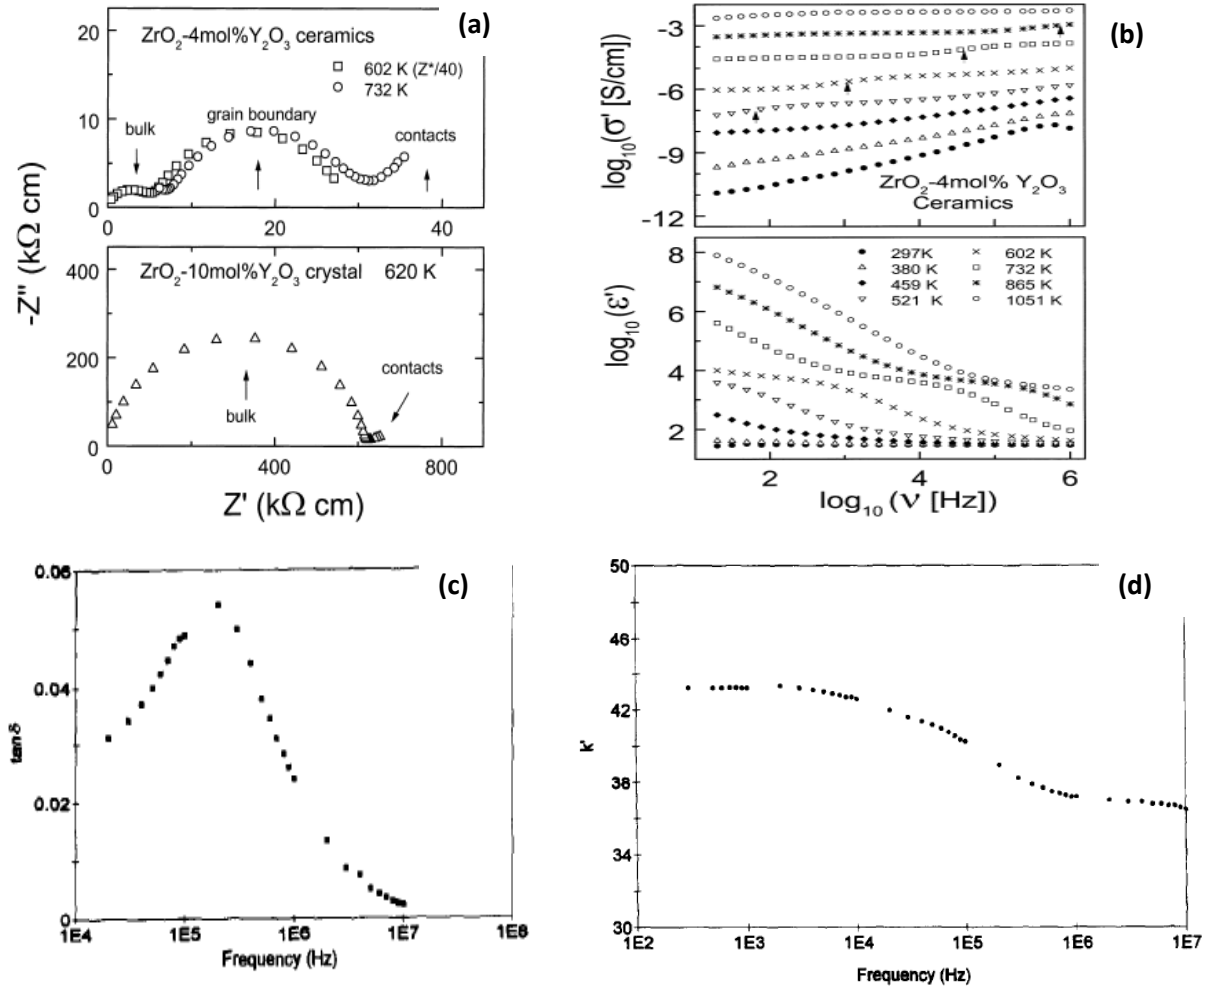 (a)
ZrO2-4mol%Y2O3 ceramics
602 K (Z*/40)
732 K
bulk
grain boundary
contacts
20
10
0
0
20
40
ZrO2-10mol%Y2O3 crystal 620 K
400
200
0
bulk
contacts
0
400
800
-Z'' (kΩ cm)
Z' (kΩ cm)
(b)
log10(σ' [S/cm])
-3
-6
-9
-12
ZrO2-4mol% Y2O3
Ceramics
log10(ε')
8
6
4
2
297K
602 K
380 K
732 K
459 K
865 K
521 K
1051 K
2
4
6
log10(ν [Hz])
(c)
tanδ
0.06
0.04
0.02
0
1E4
1E5
1E6
1E7
1E8
Frequency (Hz)
(d)
k'
50
46
42
38
34
30
1E2
1E3
1E4
1E5
1E6
1E7
Frequency (Hz)